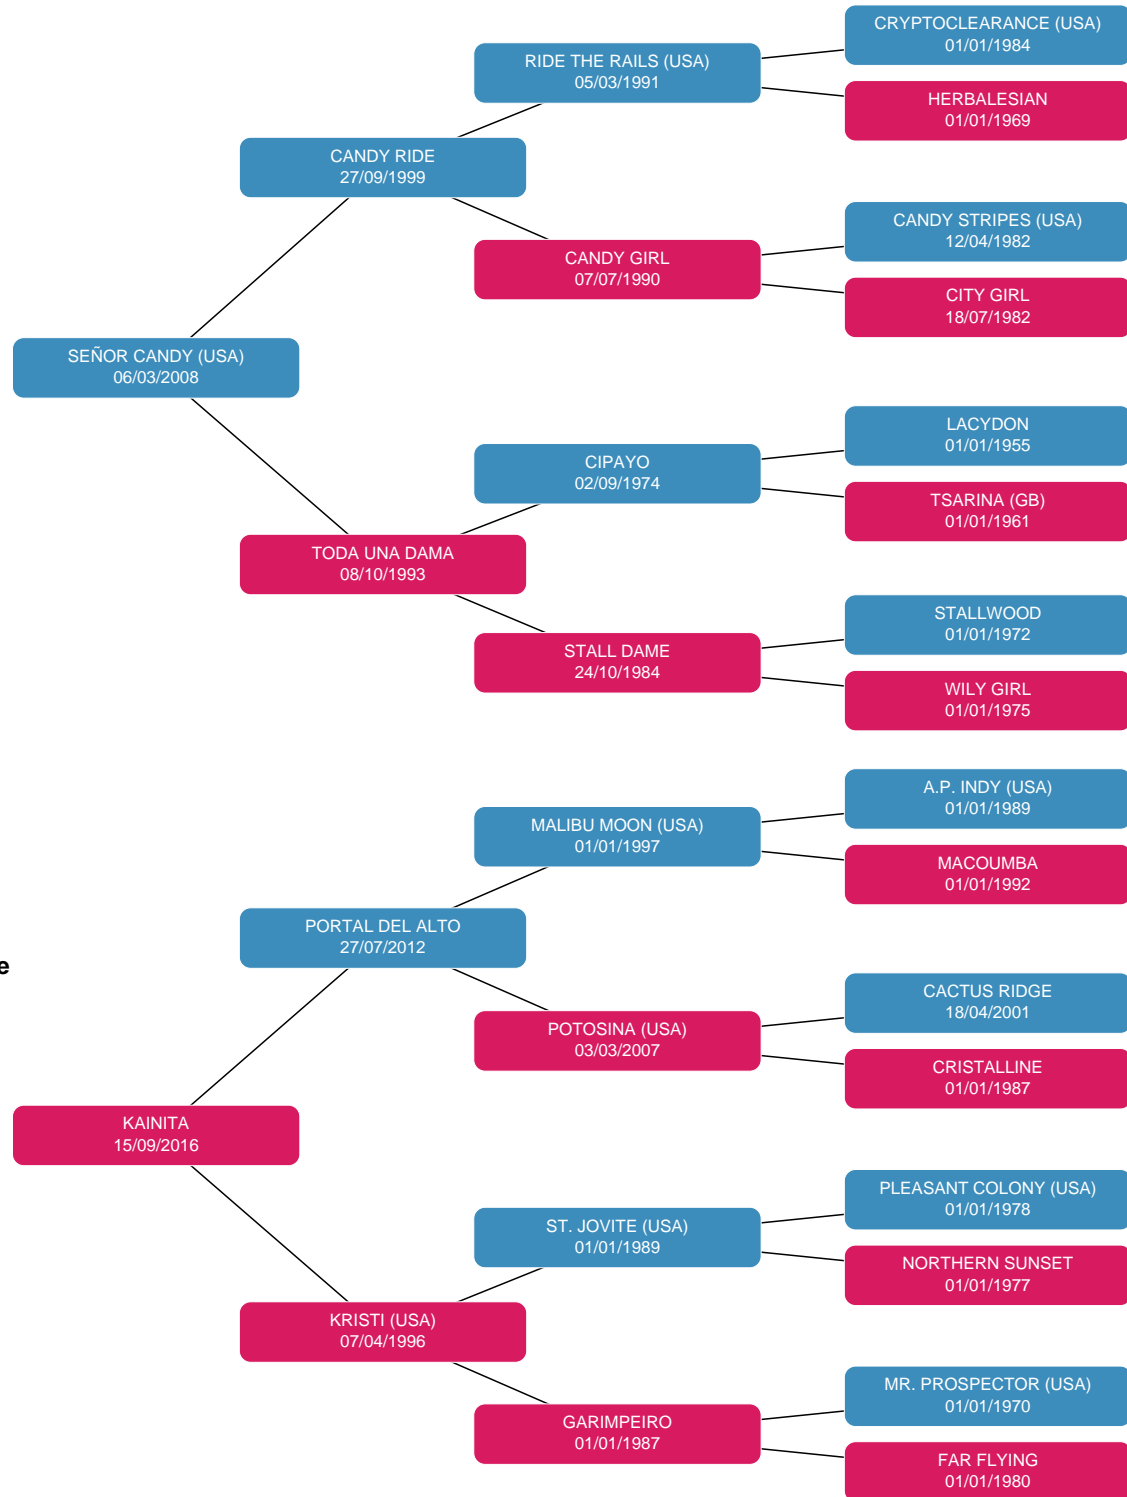 CRYPTOCLEARANCE (USA)
01/01/1984
RIDE THE RAILS (USA)
05/03/1991
HERBALESIAN
01/01/1969
CANDY RIDE
27/09/1999
CANDY STRIPES (USA)
12/04/1982
CANDY GIRL
07/07/1990
CITY GIRL
18/07/1982
SEÑOR CANDY (USA)
06/03/2008
LACYDON
01/01/1955
CIPAYO
02/09/1974
TSARINA (GB)
01/01/1961
TODA UNA DAMA
08/10/1993
STALLWOOD
01/01/1972
STALL DAME
24/10/1984
WILY GIRL
01/01/1975
A.P. INDY (USA)
01/01/1989
MALIBU MOON (USA)
01/01/1997
MACOUMBA
01/01/1992
PORTAL DEL ALTO
27/07/2012
e
CACTUS RIDGE
18/04/2001
POTOSINA (USA)
03/03/2007
CRISTALLINE
01/01/1987
KAINITA
15/09/2016
PLEASANT COLONY (USA)
01/01/1978
ST. JOVITE (USA)
01/01/1989
NORTHERN SUNSET
01/01/1977
KRISTI (USA)
07/04/1996
MR. PROSPECTOR (USA)
01/01/1970
GARIMPEIRO
01/01/1987
FAR FLYING
01/01/1980